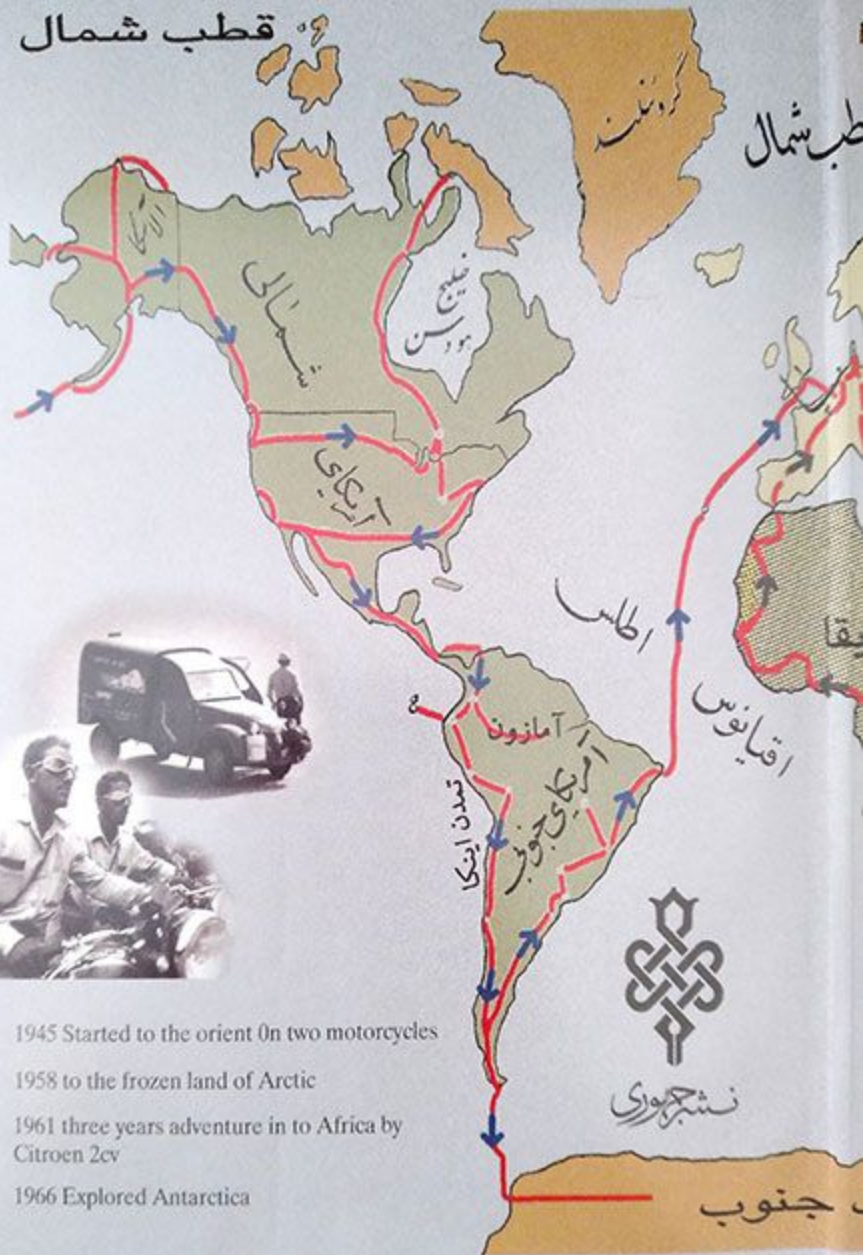 قطب شمال
گروئنلند
طب شمال
آلاسکا
شمالی
خلیج
هودسن
آمریکای
اطلس
قا
اقیانوس
آمازون
آمریکای جنوبی
تمدن اینکا
نشر جمهوری
1945 Started to the orient 0n two motorcycles
1958 to the frozen land of Arctic
1961 three years adventure in to Africa by
Citroen 2cv
1966 Explored Antarctica
جنوب